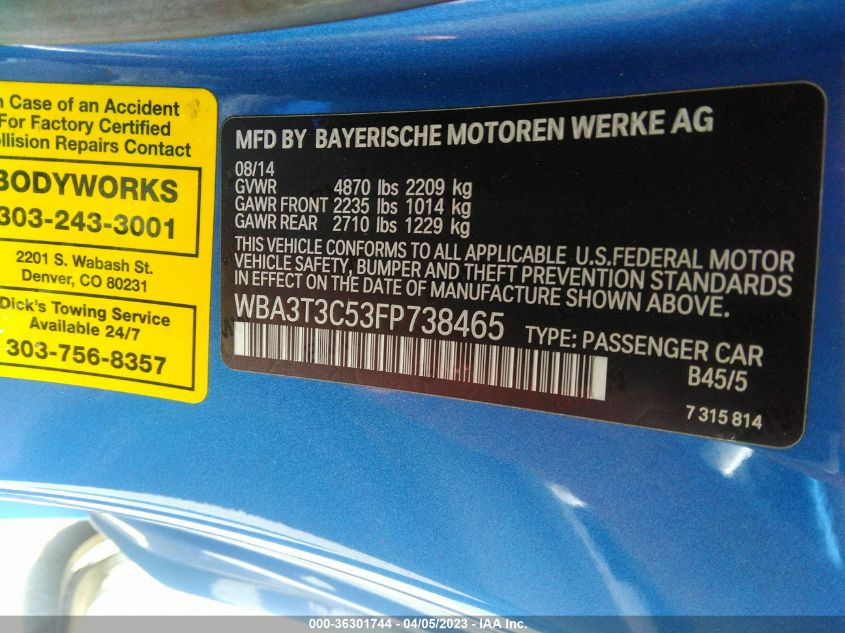 n Case of an Accident
For Factory Certified
ollision Repairs Contact
BODYWORKS
303-243-3001
2201 S. Wabash St.
Denver, CO 80231
Dick's Towing Service
Available 24/7
303-756-8357
MFD BY BAYERISCHE MOTOREN WERKE AG
08/14
GVWR 4870 lbs 2209 kg
GAWR FRONT 2235 lbs 1014 kg
GAWR REAR 2710 lbs 1229 kg
THIS VEHICLE CONFORMS TO ALL APPLICABLE U.S.FEDERAL MOTOR
VEHICLE SAFETY, BUMPER AND THEFT PREVENTION STANDARDS
IN EFFECT ON THE DATE OF MANUFACTURE SHOWN ABOVE.
WBA3T3C53FP738465 TYPE: PASSENGER CAR
B45/5
7 315 814
000-36301744 - 04/05/2023 - IAA Inc.